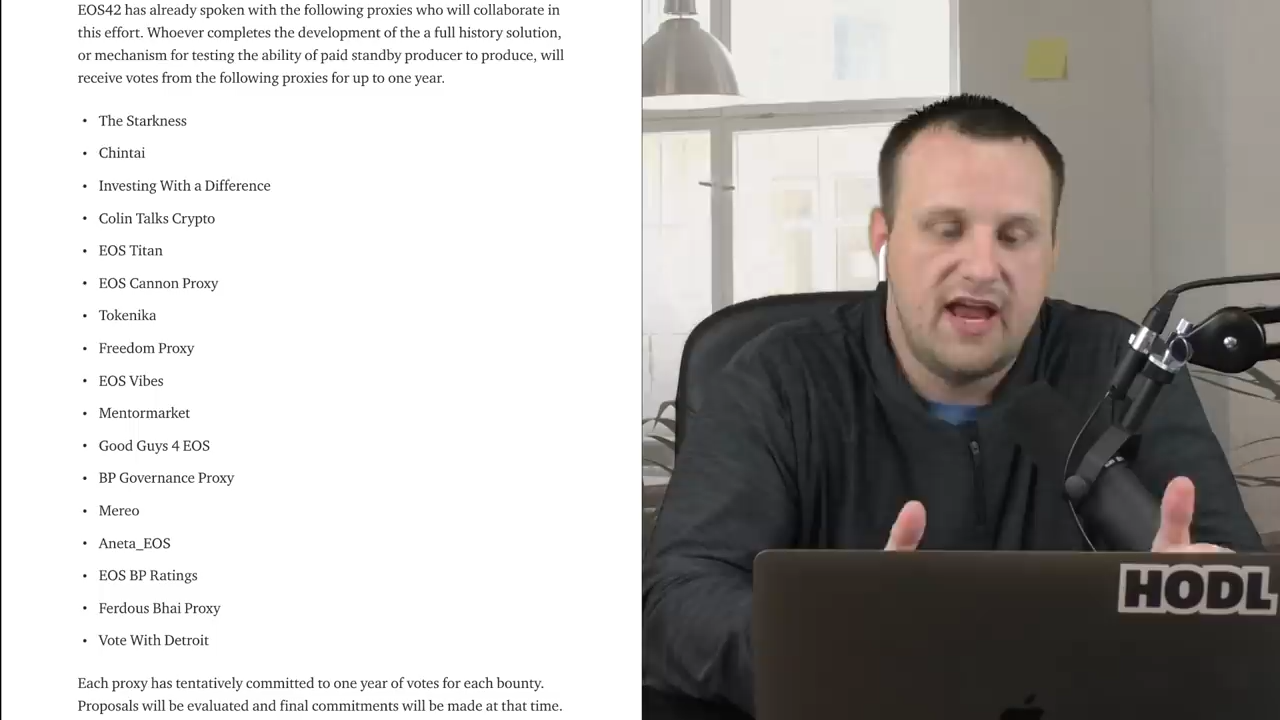 EOS42 has already spoken with the following proxies who will collaborate in
this effort. Whoever completes the development of the a full history solution,
or mechanism for testing the ability of paid standby producer to produce, will
receive votes from the following proxies for up to one year.
• The Starkness
• Chintai
• Investing With a Difference
• Colin Talks Crypto
• EOS Titan
• EOS Cannon Proxy
• Tokenika
• Freedom Proxy
• EOS Vibes
• Mentormarket
• Good Guys 4 EOS
• BP Governance Proxy
• Mereo
• Aneta_EOS
• EOS BP Ratings
• Ferdous Bhai Proxy
• Vote With Detroit
Each proxy has tentatively committed to one year of votes for each bounty.
Proposals will be evaluated and final commitments will be made at that time.
HODL